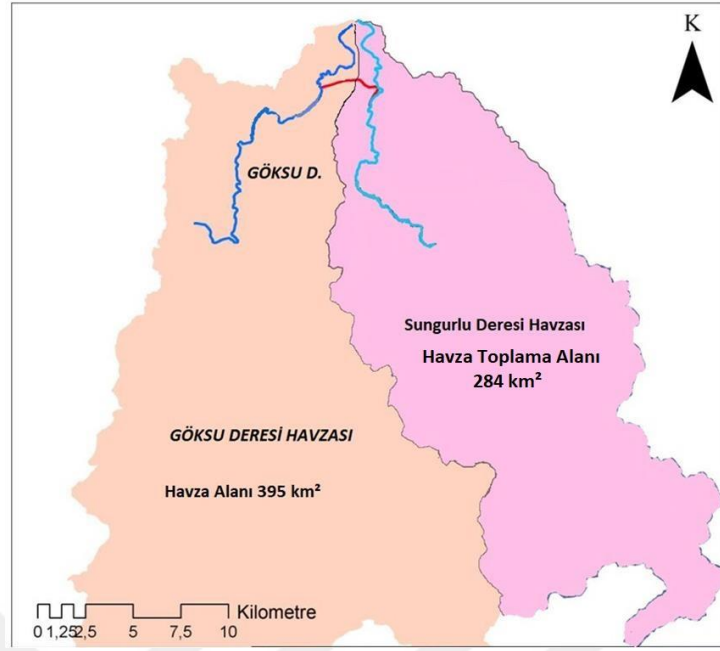 K
GÖKSU D.
Sungurlu Deresi Havzası
Havza Toplama Alanı
284 km²
GÖKSU DERESİ HAVZASI
Havza Alanı 395 km²
Kilometre
0 1,25 2,5 5 7,5 10